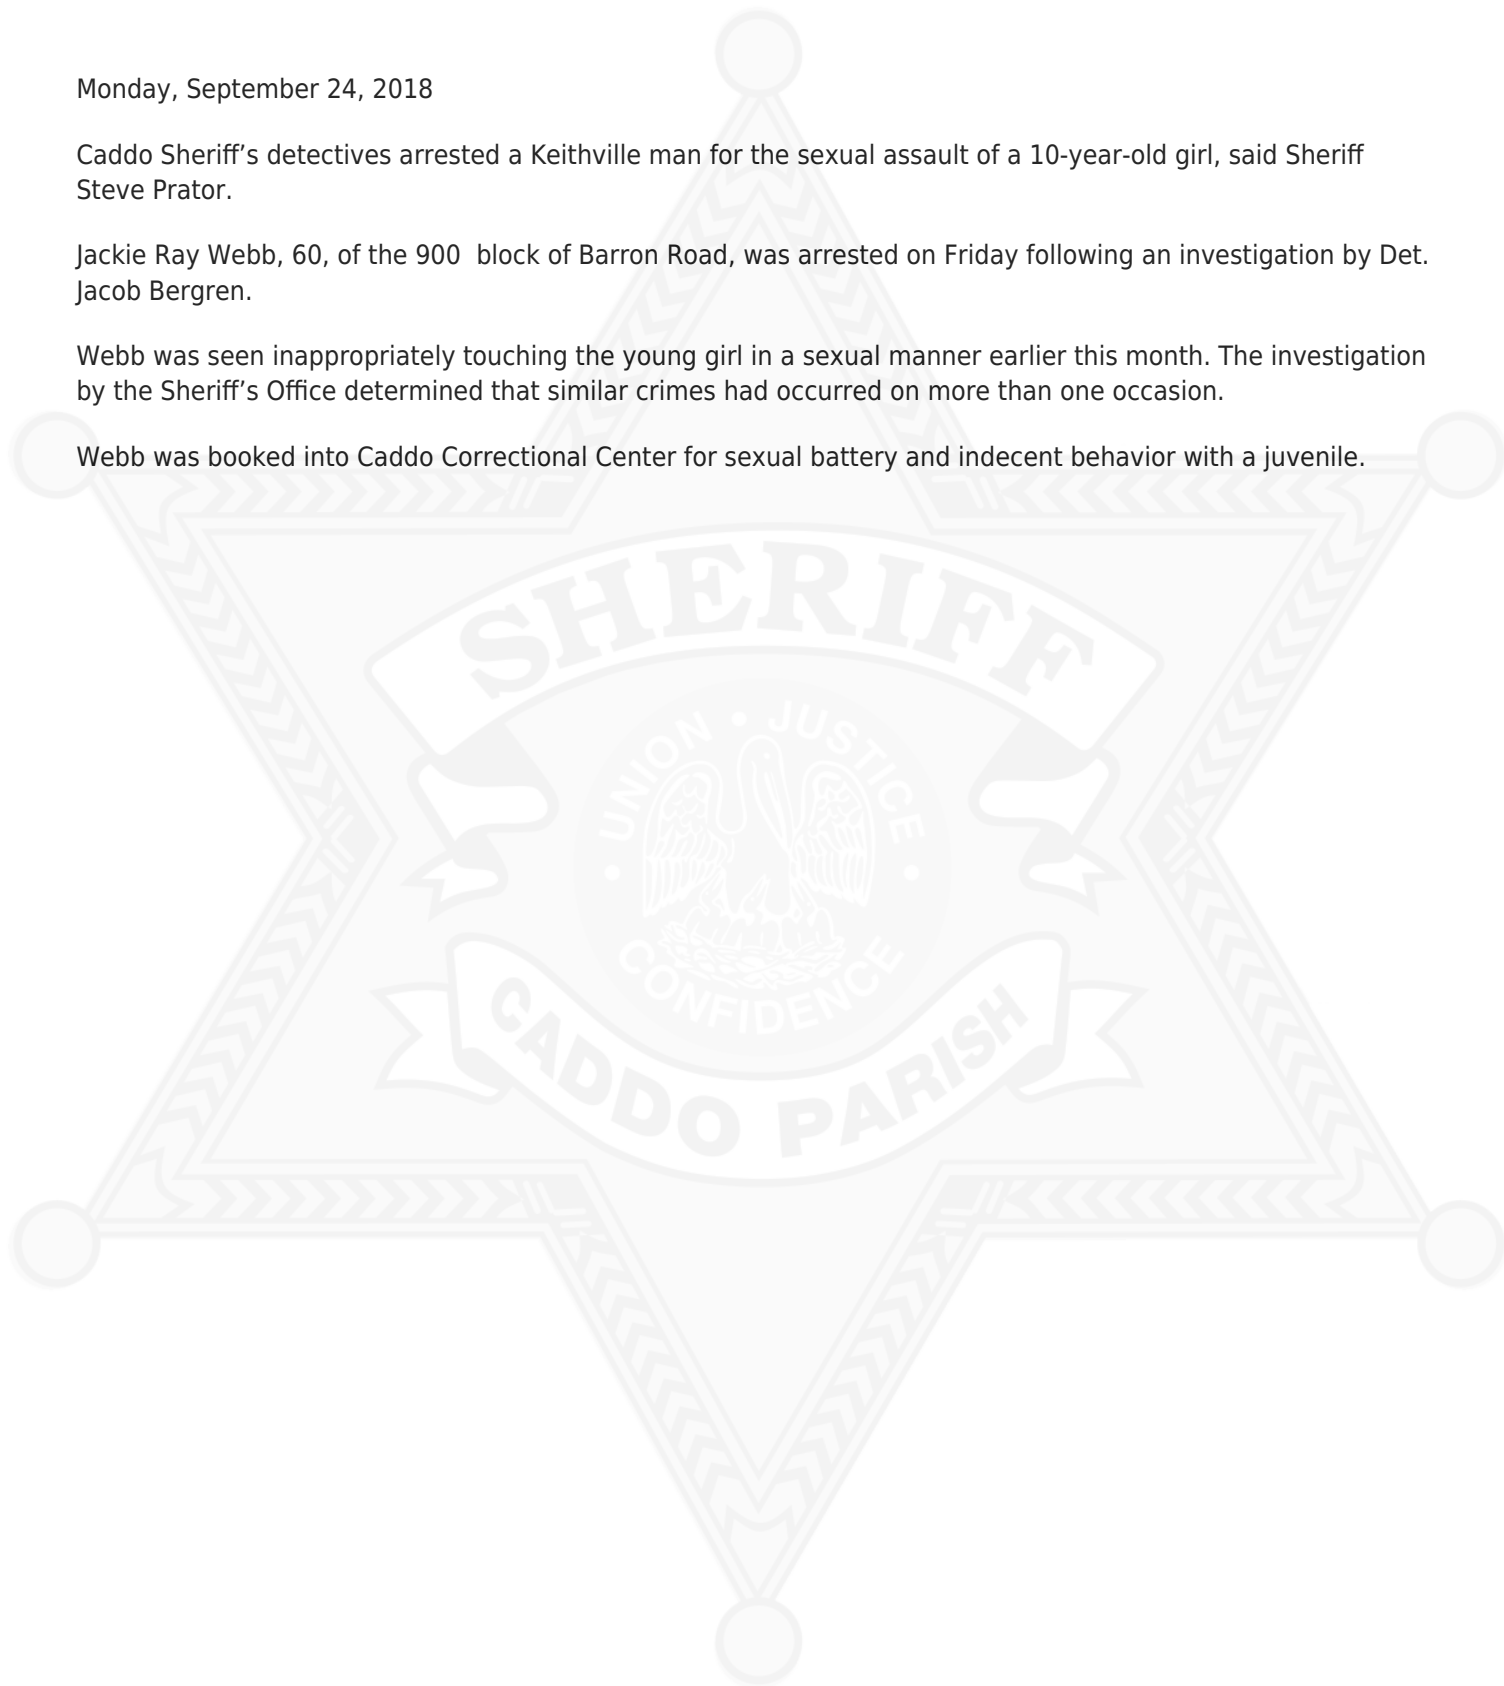 Monday, September 24, 2018
Caddo Sheriff’s detectives arrested a Keithville man for the sexual assault of a 10-year-old girl, said Sheriff
Steve Prator.
Jackie Ray Webb, 60, of the 900  block of Barron Road, was arrested on Friday following an investigation by Det.
Jacob Bergren.
Webb was seen inappropriately touching the young girl in a sexual manner earlier this month. The investigation
by the Sheriff’s Office determined that similar crimes had occurred on more than one occasion.
Webb was booked into Caddo Correctional Center for sexual battery and indecent behavior with a juvenile.
SHERIFF
UNION • JUSTICE
• CONFIDENCE •
CADDO PARISH